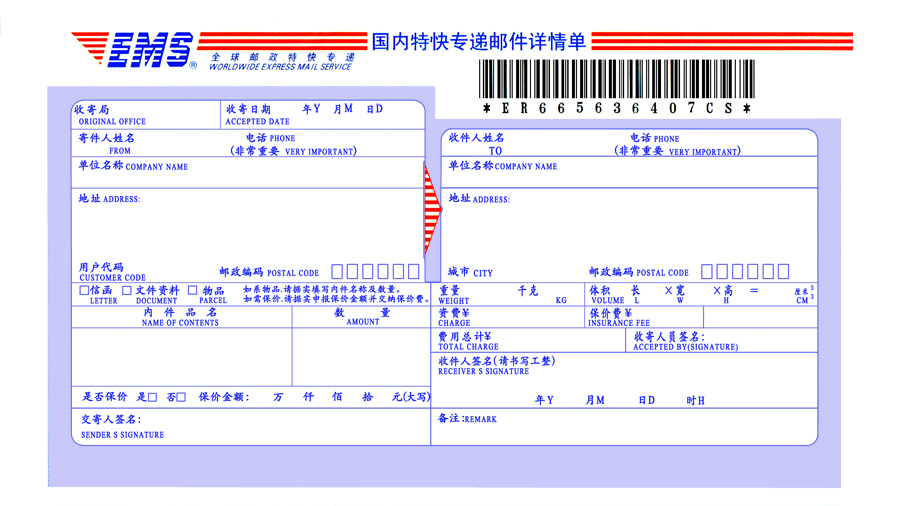 EMS®
全球邮政特快专递
WORLDWIDE EXPRESS MAIL SERVICE
国内特快专递邮件详情单
*ER665636407CS*
收寄局
ORIGINAL OFFICE
收寄日期 年Y 月M 日D
ACCEPTED DATE
寄件人姓名 电话 PHONE
FROM (非常重要 VERY IMPORTANT)
单位名称 COMPANY NAME
地址 ADDRESS:
用户代码
CUSTOMER CODE
邮政编码 POSTAL CODE □□□□□□
收件人姓名 电话 PHONE
TO (非常重要 VERY IMPORTANT)
单位名称 COMPANY NAME
地址 ADDRESS:
城市 CITY 邮政编码 POSTAL CODE □□□□□□
□信函 □文件资料 □物品
LETTER DOCUMENT PARCEL
如系物品.请据实填写内件名称及数量。
如需保价.请据实申报保价金额并交纳保价费。
内件品名 数量
NAME OF CONTENTS AMOUNT
是否保价 是□ 否□ 保价金额: 万 仟 佰 拾 元(大写)
交寄人签名:
SENDER S SIGNATURE
重量 千克
WEIGHT KG
体积 长 ×宽 ×高 = 厘米3
VOLUME L W H CM3
资费¥ 保价费¥
CHARGE INSURANCE FEE
费用总计¥ 收寄人员签名:
TOTAL CHARGE ACCEPTED BY(SIGNATURE)
收件人签名(请书写工整)
RECEIVER S SIGNATURE
年Y 月M 日D 时H
备注:REMARK